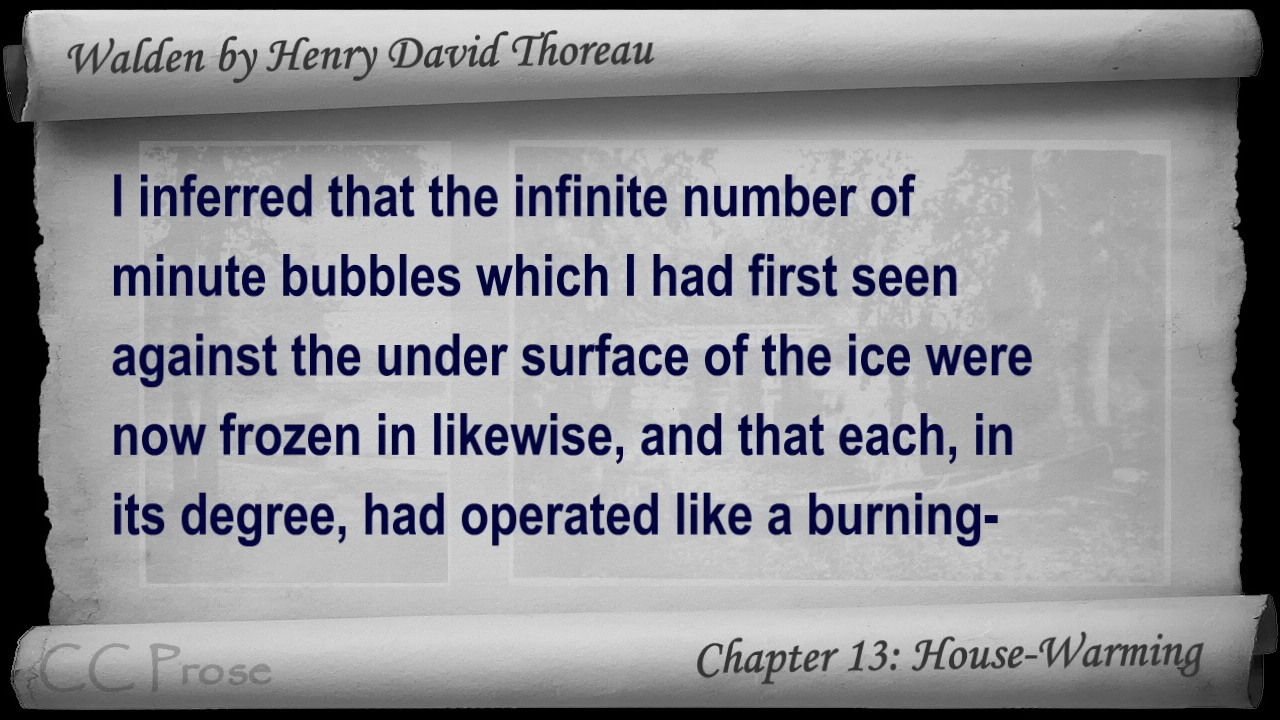 Walden by Henry David Thoreau
I inferred that the infinite number of
minute bubbles which I had first seen
against the under surface of the ice were
now frozen in likewise, and that each, in
its degree, had operated like a burning-
CC Prose
Chapter 13: House-Warming